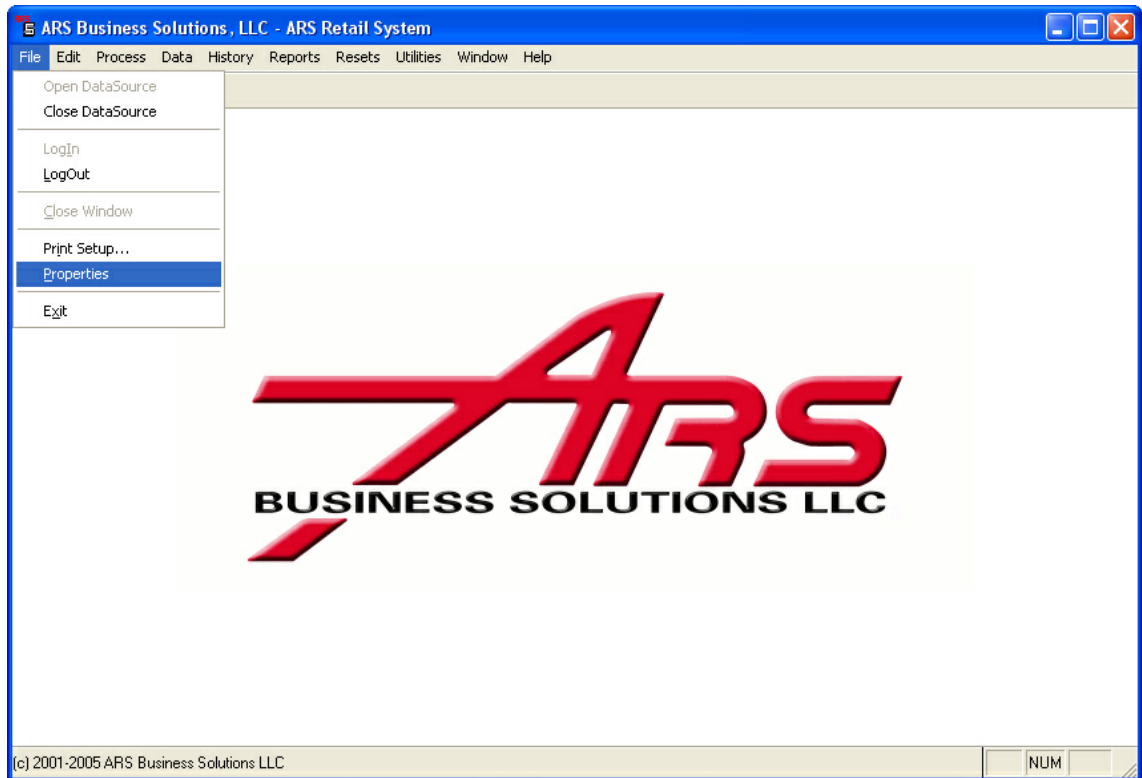 ARS Business Solutions, LLC - ARS Retail System
File Edit Process Data History Reports Resets Utilities Window Help
Open DataSource
Close DataSource
LogIn
LogOut
Close Window
Print Setup...
Properties
Exit
ARS
BUSINESS SOLUTIONS LLC
(c) 2001-2005 ARS Business Solutions LLC NUM